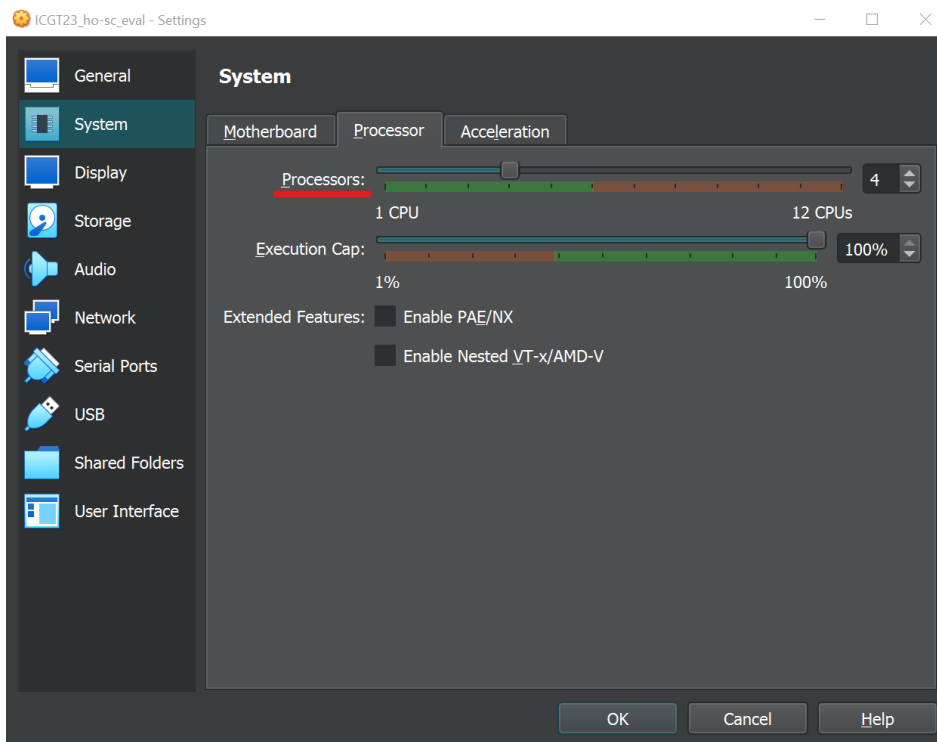 ICGT23_ho-sc_eval - Settings
General
System
Display
Storage
Audio
Network
Serial Ports
USB
Shared Folders
User Interface
System
Motherboard Processor Acceleration
Processors: 4
1 CPU 12 CPUs
Execution Cap: 100%
1% 100%
Extended Features: Enable PAE/NX
Enable Nested VT-x/AMD-V
OK Cancel Help